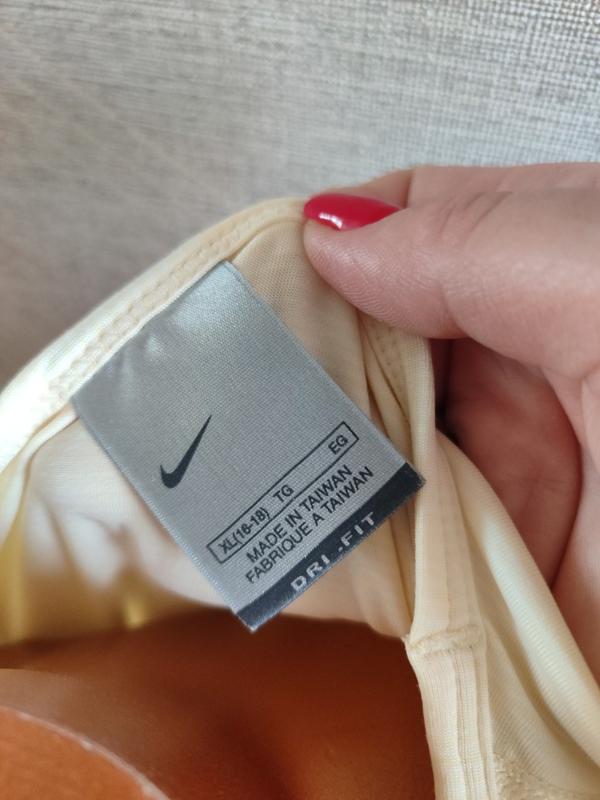 XL(16-18) TG EG
MADE IN TAIWAN
FABRIQUE A TAIWAN
DRI-FIT